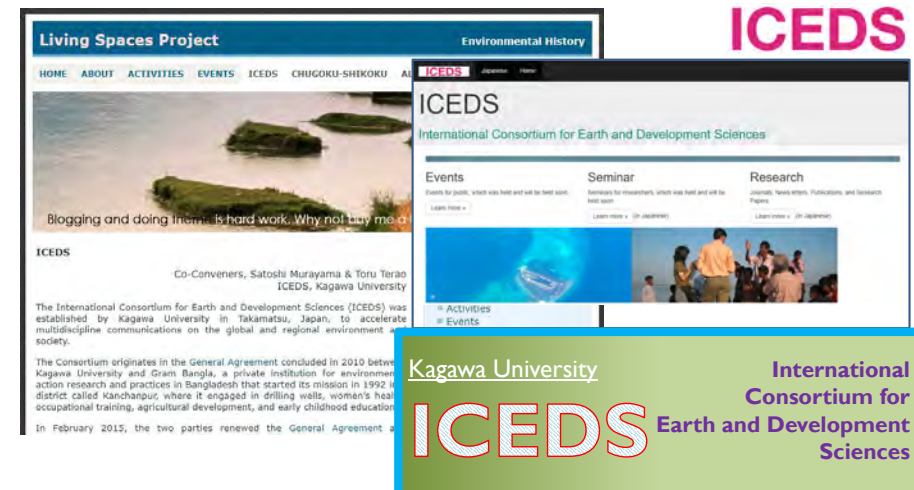 ICEDS
Living Spaces Project
Environmental History
HOME ABOUT ACTIVITIES EVENTS ICEDS CHUGOKU-SHIKOKU
Blogging and doing is hard work. Why not buy me a
ICEDS
Co-Conveners, Satoshi Murayama & Toru Terao
ICEDS, Kagawa University
The International Consortium for Earth and Development Sciences (ICEDS) was
established by Kagawa University in Takamatsu, Japan, to accelerate
multidiscipline communications on the global and regional environment and
society.
The Consortium originates in the General Agreement concluded in 2010 betwee
Kagawa University and Gram Bangla, a private institution for environmen
action research and practices in Bangladesh that started its mission in 1992 i
district called Kanchanpur, where it engaged in drilling wells, women's heal
occupational training, agricultural development, and early childhood education
In February 2015, the two parties renewed the General Agreement a
ICEDS Japanese Home
ICEDS
International Consortium for Earth and Development Sciences
Events
Events for public, which was held and will be held soon.
Learn more »
Seminar
Seminars for researchers, which was held and will be
held soon
Learn more » (in Japanese)
Research
Journals, News letters, Publications, and Research
Papers
Learn more » (in Japanese)
Activities
Events
Kagawa University
ICEDS
International
Consortium for
Earth and Development
Sciences